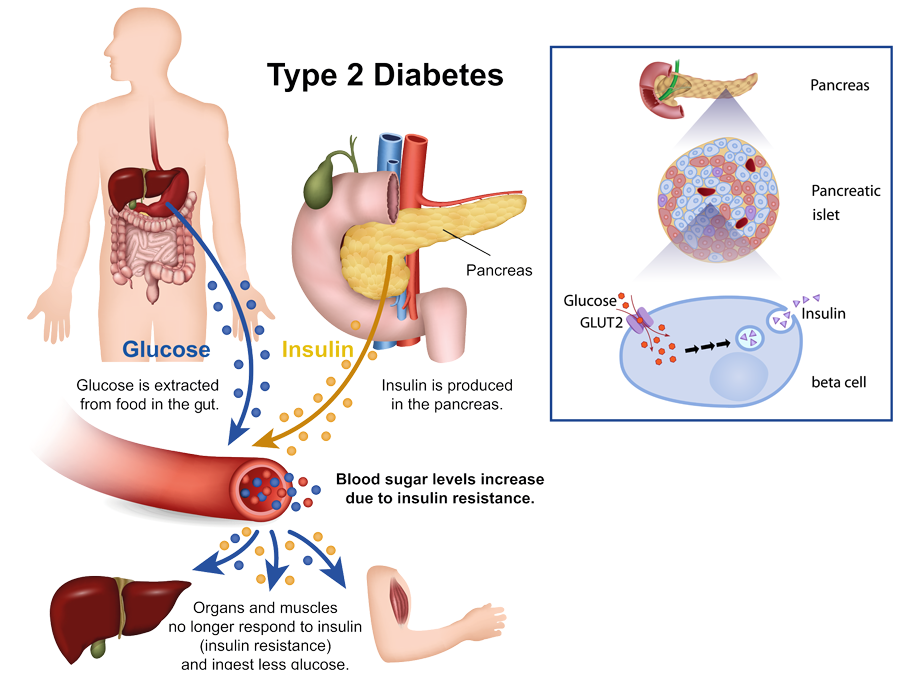 Type 2 Diabetes
Pancreas
Glucose
Glucose is extracted
from food in the gut.
Insulin
Insulin is produced
in the pancreas.
Blood sugar levels increase
due to insulin resistance.
Organs and muscles
no longer respond to insulin
(insulin resistance)
and ingest less glucose.
Pancreas
Pancreatic
islet
Glucose
GLUT2
Insulin
beta cell